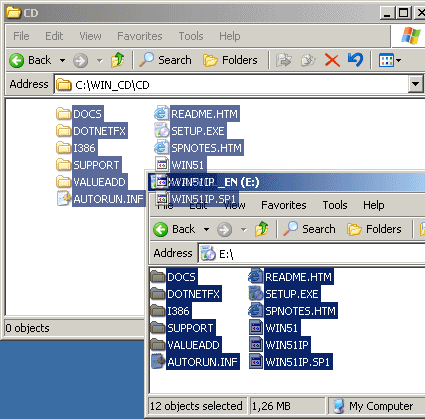 CD
File Edit View Favorites Tools Help
Back Search Folders
Address C:\WIN_CD\CD
DOCS README.HTM
DOTNETFX SETUP.EXE
I386 SPNOTES.HTM
SUPPORT WIN51
VALUEADD WIN51IP
AUTORUN.INF WIN51IP.SP1
0 objects
_EN (E:)
File Edit View Favorites Tools Help
Back Search Folders
Address E:\
DOCS README.HTM
DOTNETFX SETUP.EXE
I386 SPNOTES.HTM
SUPPORT WIN51
VALUEADD WIN51IP
AUTORUN.INF WIN51IP.SP1
12 objects selected 1,26 MB My Computer